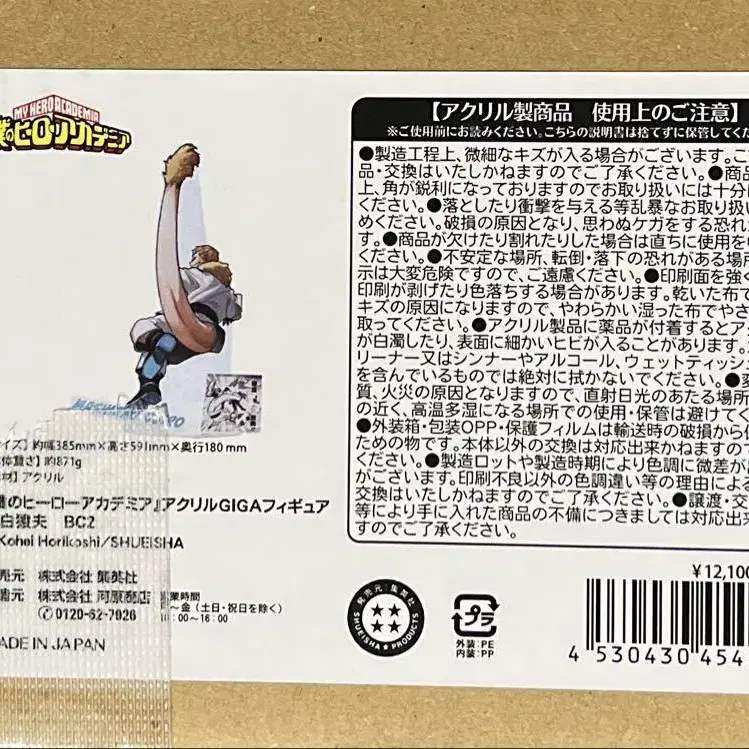 MY HERO ACADEMIA
僕のヒーローアカデミア
【アクリル製商品 使用上のご注意】
※ご使用前にお読みください。こちらの説明書は捨てずに保管してく
●製造工程上、微細なキズが入る場合がございます。こ
品・交換はいたしかねますのでご了承ください。●商品
上、角が鋭利になっておりますのでお取り扱いには十分
ください。●落としたり衝撃を与える等乱暴なお取り扱い
めください。破損の原因となり、思わぬケガをする恐れ
す。●商品が欠けたり割れたりした場合は直ちに使用を
い。●不安定な場所、転倒・落下の恐れがある場所
示は大変危険ですので、ご遠慮ください。●印刷面を強く
印刷が剥げたり色落ちする場合があります。乾いた布で
キズの原因になりますので、やわらかい湿った布でやさ
取ってください。●アクリル製品に薬品が付着するとア
が白濁したり、表面に細かいヒビが入ることがあります。
リーナー又はシンナーやアルコール、ウェットティッシ
を含んでいるものでは絶対に拭かないでください。●変
質、火災の原因となりますので、直射日光のあたる場所
の近く、高温多湿になる場所での使用・保管は避けてく
●外装箱・包装OPP・保護フィルムは輸送時の破損から
ための物です。本体以外の交換は対応出来かねますので
ください。●製造ロットや製造時期により色調に微差が
います。印刷不良以外の色調違い等の理由による
交換はいたしかねますのでご了承ください。●譲渡・交
等により手に入れた商品の不備につきましては対応出来
すのでご了承ください。
イズ】約幅385mm×高さ591mm×奥行180mm
約871g
アクリル
のヒーローアカデミア』アクリルGIGAフィギュア
白獠夫 BC2
Kohei Horikoshi/SHUEISHA
売元 株式会社 集英社
株式会社 河原商店
0120-62-7026
営業時間
～金(土・日・祝日を除く)
10:00～16:00
MADE IN JAPAN
発売元：集英社
SHUEISHA PRODUCTS
プラ
外装:PE
内装:PP
¥12,100
4 530430 454